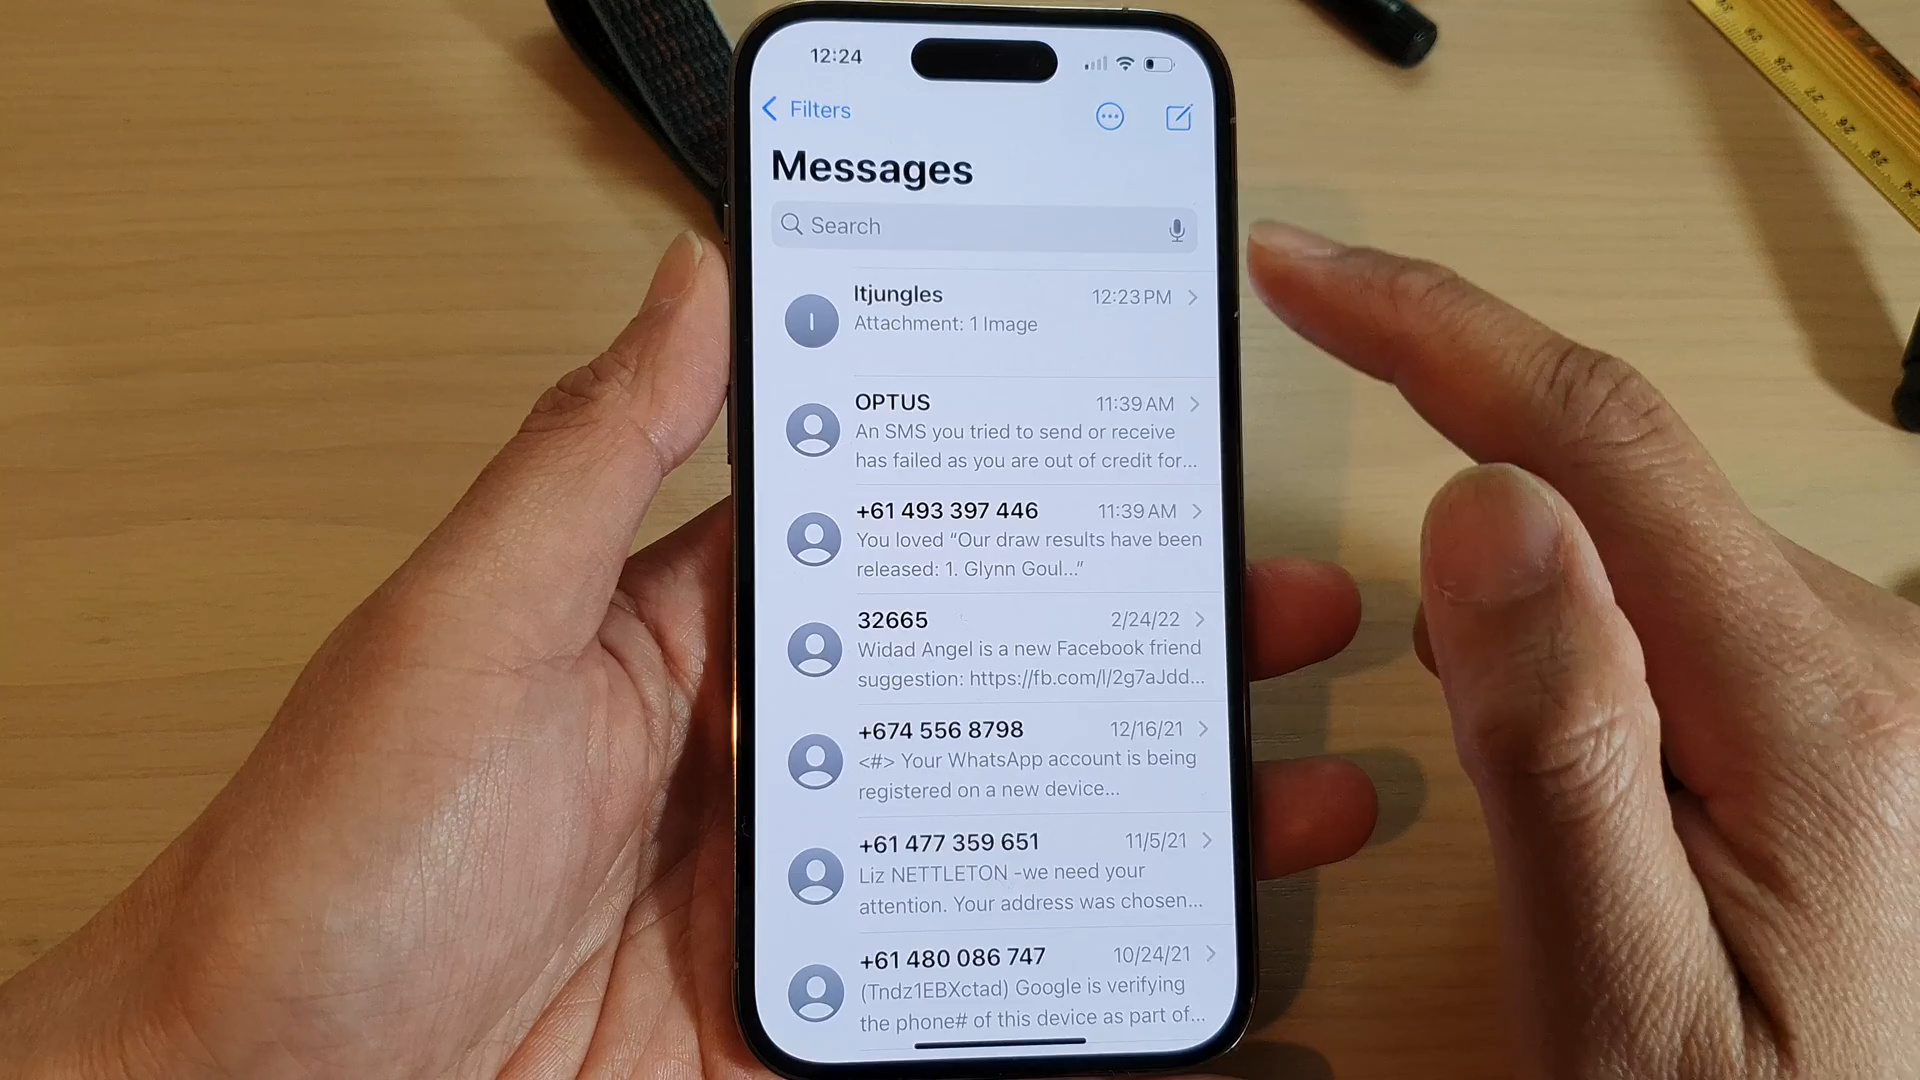 12:24
Filters
Messages
Search
I
Itjungles 12:23 PM
Attachment: 1 Image
OPTUS 11:39 AM
An SMS you tried to send or receive
has failed as you are out of credit for...
+61 493 397 446 11:39 AM
You loved “Our draw results have been
released: 1. Glynn Goul...”
32665 2/24/22
Widad Angel is a new Facebook friend
suggestion: https://fb.com/l/2g7aJdd...
+674 556 8798 12/16/21
<#> Your WhatsApp account is being
registered on a new device...
+61 477 359 651 11/5/21
Liz NETTLETON -we need your
attention. Your address was chosen...
+61 480 086 747 10/24/21
(Tndz1EBXctad) Google is verifying
the phone# of this device as part of...